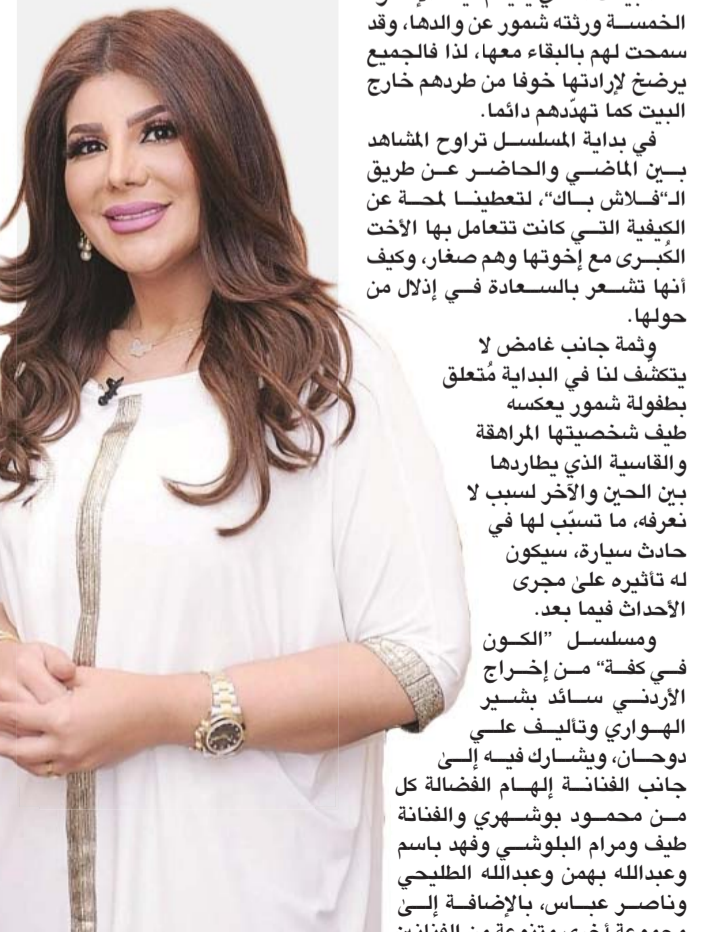 الخمسة ورثته شمور عن والدها، وقد
سمحت لهم بالبقاء معها، لذا فالجميع
يرضخ لإرادتها خوفا من طردهم خارج
البيت كما تهدّدهم دائما.
في بداية المسلسل تراوح المشاهد
بين الماضي والحاضر عن طريق
الـ“فلاش باك“، لتعطينا لمحة عن
الكيفية التي كانت تتعامل بها الأخت
الكُبرى مع إخوتها وهم صغار، وكيف
أنها تشعر بالسعادة في إذلال من
حولها.
وثمة جانب غامض لا
يتكشّف لنا في البداية مُتعلق
بطفولة شمور يعكسه
طيف شخصيتها المراهقة
والقاسية الذي يطاردها
بين الحين والآخر لسبب لا
نعرفه، ما تسبّب لها في
حادث سيارة، سيكون
له تأثيره علىٰ مجرى
الأحداث فيما بعد.
ومسلسل ”الكون
في كفة“ من إخراج
الأردني سائد بشير
الهواري وتأليف علي
دوحان، ويشارك فيه إلىٰ
جانب الفنانة إلهام الفضالة كل
من محمود بوشهري والفنانة
طيف ومرام البلوشي وفهد باسم
وعبدالله بهمن وعبدالله الطليحي
وناصر عباس، بالإضافة إلىٰ
مجموعة أخرى متنوعة من الفنانين